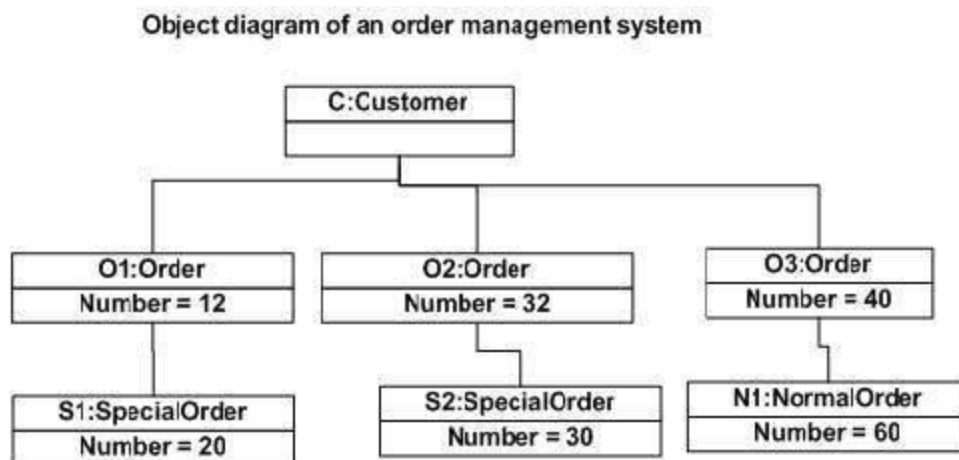 Object diagram of an order management system
C:Customer
O1:Order
Number = 12
O2:Order
Number = 32
O3:Order
Number = 40
S1:SpecialOrder
Number = 20
S2:SpecialOrder
Number = 30
N1:NormalOrder
Number = 60